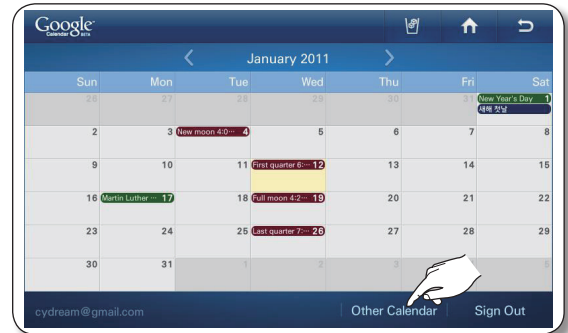 Google
Calendar BETA
January 2011
Sun Mon Tue Wed Thu Fri Sat
26 27 28 29 30 31 New Year's Day 1
새해 첫날
2 3 New moon 4:0··· 4 5 6 7 8
9 10 11 First quarter 6:··· 12 13 14 15
16 Martin Luther ··· 17 18 Full moon 4:2··· 19 20 21 22
23 24 25 Last quarter 7:··· 26 27 28 29
30 31 1 2 3 5
cydream@gmail.com Other Calendar Sign Out